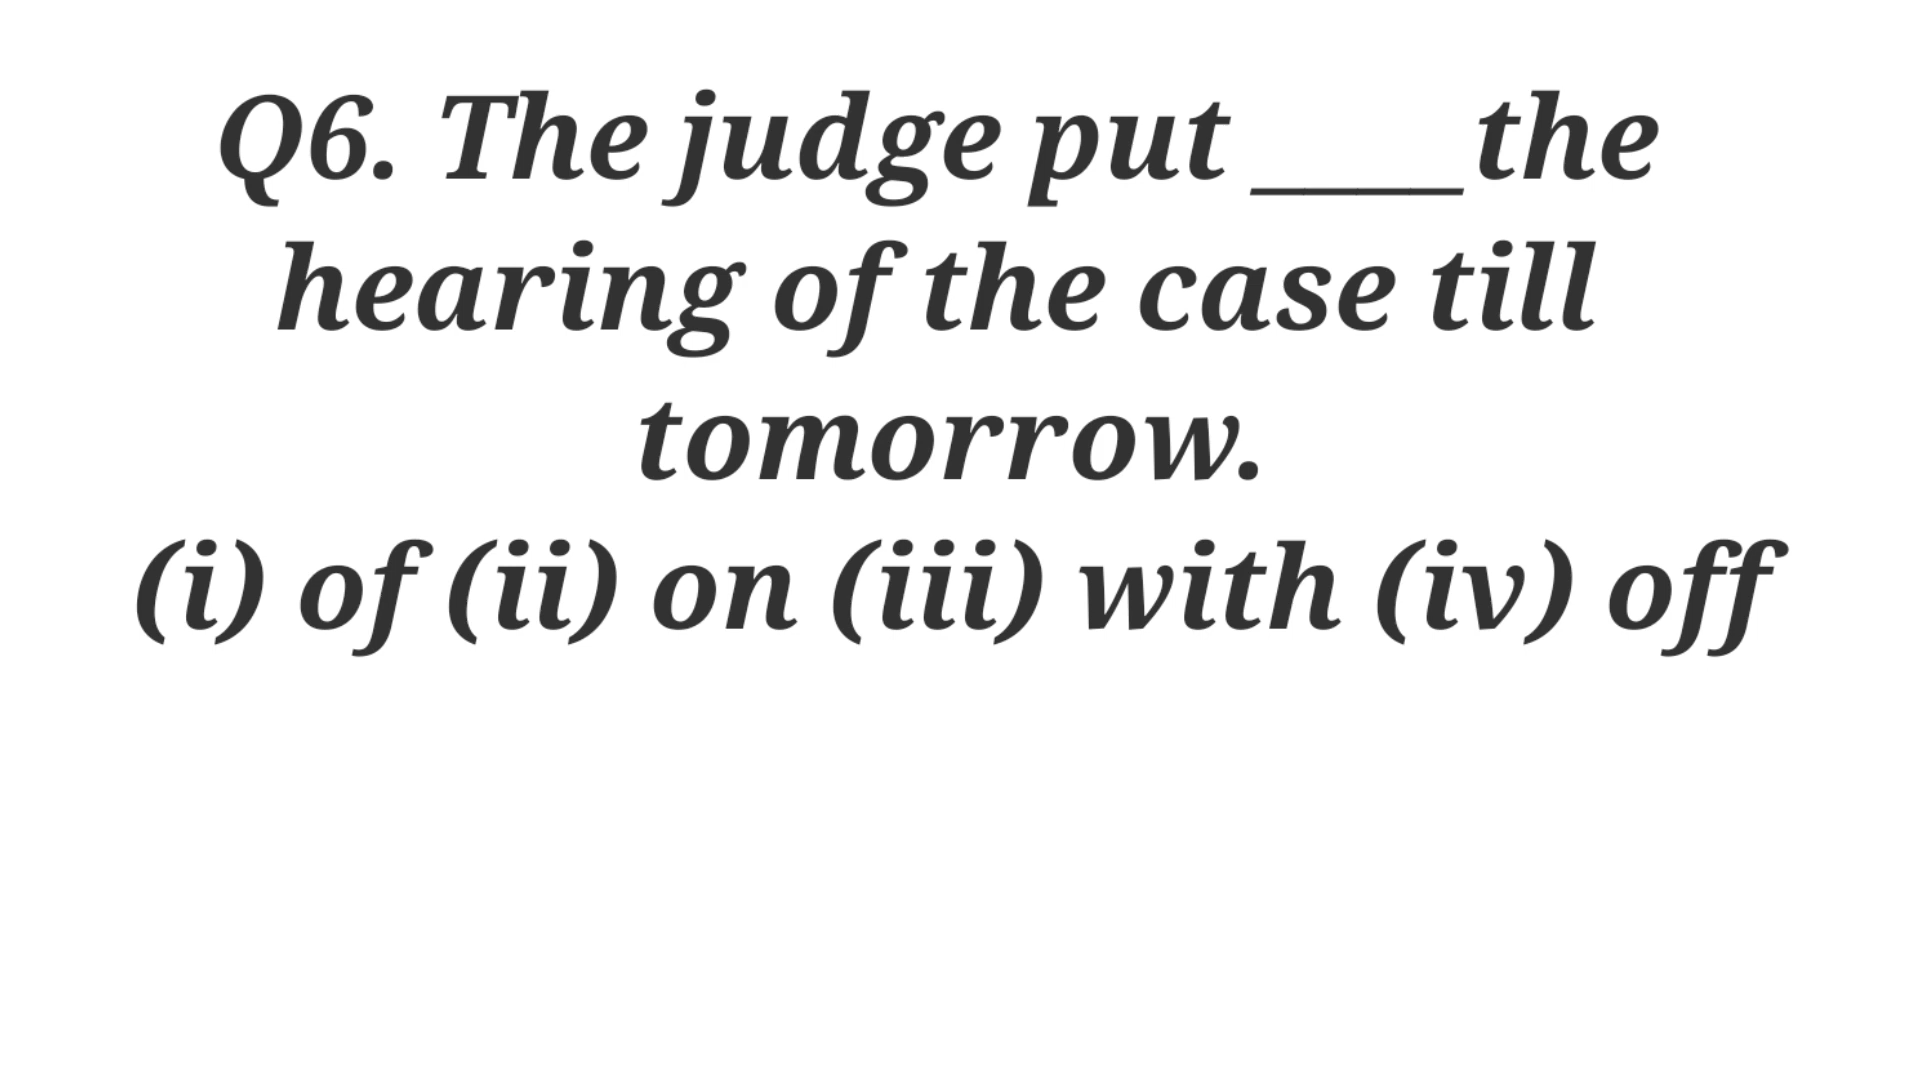 Q6. The judge put ____the
hearing of the case till
tomorrow.
(i) of (ii) on (iii) with (iv) off